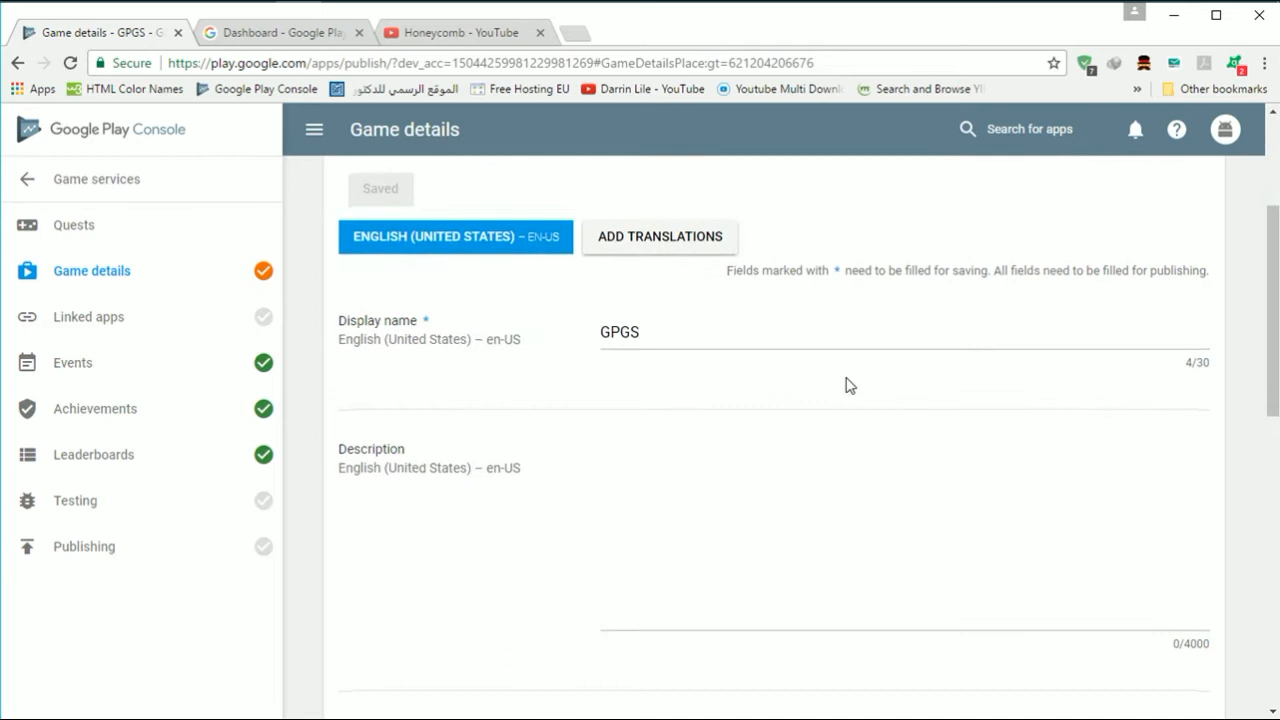 Game details - GPGS - G
Dashboard - Google Play
Honeycomb - YouTube
Secure
https://play.google.com/apps/publish/?dev_acc=15044259981229981269#GameDetailsPlace:gt=621204206676
7
2
Apps
HTML Color Names
Google Play Console
الموقع الرسمي للدكتور
Free Hosting EU
Darrin Lile - YouTube
Youtube Multi Downl
Search and Browse YI
»
Other bookmarks
Google Play Console
Game details
Search for apps
Game services
Quests
Game details
Linked apps
Events
Achievements
Leaderboards
Testing
Publishing
Saved
ENGLISH (UNITED STATES) – EN-US
ADD TRANSLATIONS
Fields marked with * need to be filled for saving. All fields need to be filled for publishing.
Display name *
English (United States) – en-US
GPGS
4/30
Description
English (United States) – en-US
0/4000